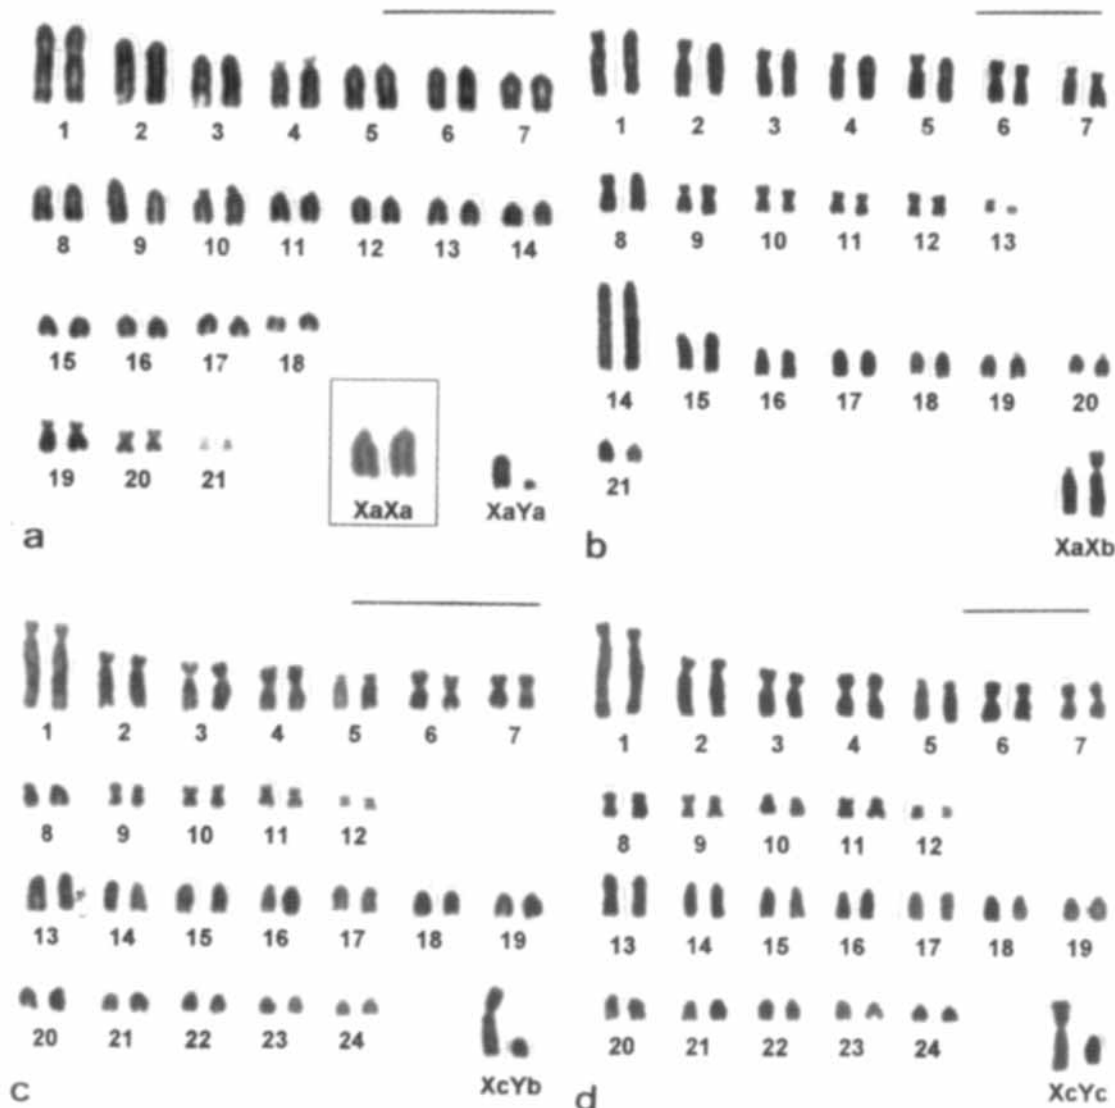 1 2 3 4 5 6 7
8 9 10 11 12 13 14
15 16 17 18
19 20 21 XaXa XaYa
a
1 2 3 4 5 6 7
8 9 10 11 12 13
14 15 16 17 18 19 20
21
XaXb
b
1 2 3 4 5 6 7
8 9 10 11 12
13 14 15 16 17 18 19
20 21 22 23 24
XcYb
c
1 2 3 4 5 6 7
8 9 10 11 12
13 14 15 16 17 18 19
20 21 22 23 24
XcYc
d